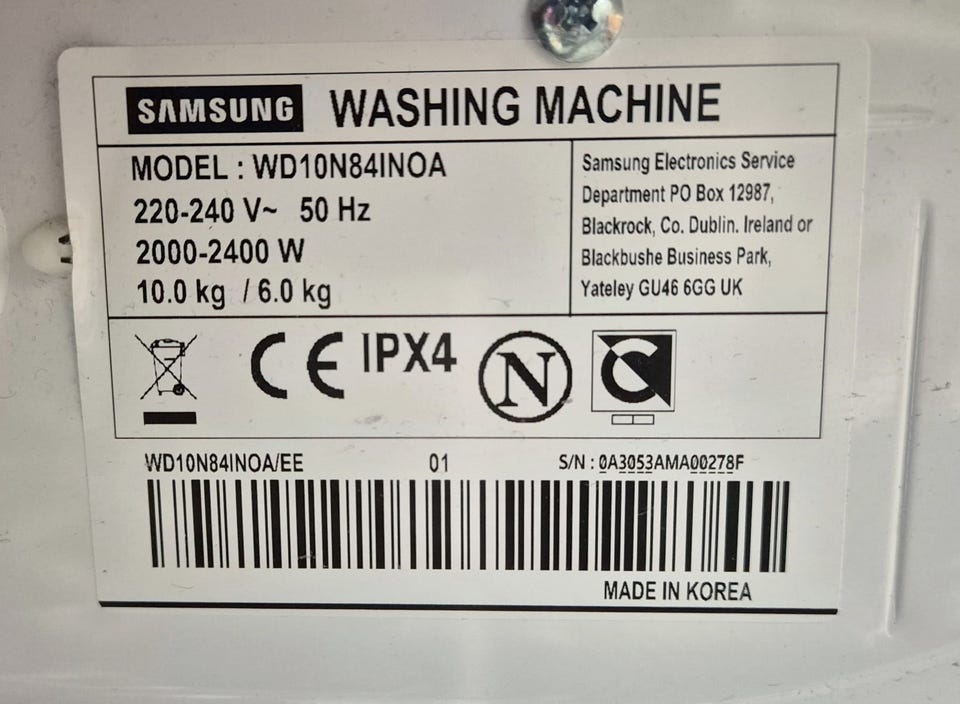 SAMSUNG WASHING MACHINE
MODEL : WD10N84INOA
220-240 V~ 50 Hz
2000-2400 W
10.0 kg / 6.0 kg
Samsung Electronics Service
Department PO Box 12987,
Blackrock, Co. Dublin. Ireland or
Blackbushe Business Park,
Yateley GU46 6GG UK
CE IPX4 N C
WD10N84INOA/EE 01 S/N : 0A3053AMA00278F
MADE IN KOREA